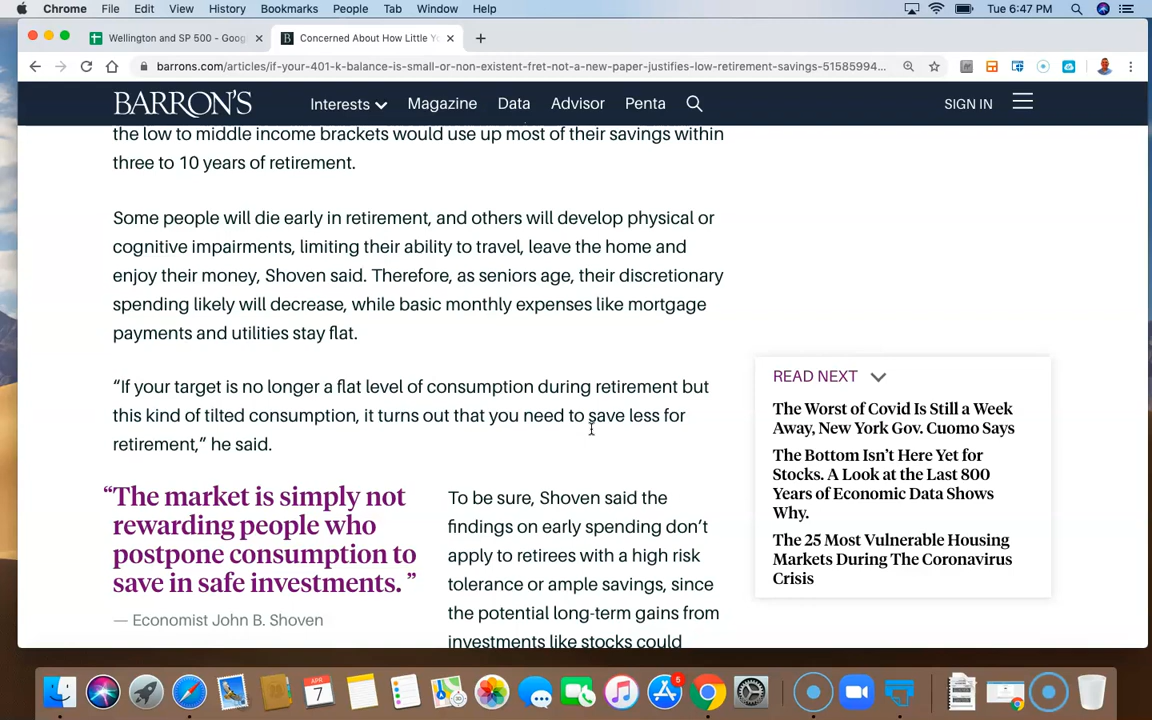 Chrome File Edit View History Bookmarks People Tab Window Help Tue 6:47 PM
Wellington and SP 500 - Goog
Concerned About How Little Y
barrons.com/articles/if-your-401-k-balance-is-small-or-non-existent-fret-not-a-new-paper-justifies-low-retirement-savings-51585994...
BARRON'S Interests Magazine Data Advisor Penta SIGN IN
the low to middle income brackets would use up most of their savings within
three to 10 years of retirement.
Some people will die early in retirement, and others will develop physical or
cognitive impairments, limiting their ability to travel, leave the home and
enjoy their money, Shoven said. Therefore, as seniors age, their discretionary
spending likely will decrease, while basic monthly expenses like mortgage
payments and utilities stay flat.
“If your target is no longer a flat level of consumption during retirement but
this kind of tilted consumption, it turns out that you need to save less for
retirement,” he said.
“The market is simply not
rewarding people who
postpone consumption to
save in safe investments. ”
— Economist John B. Shoven
To be sure, Shoven said the
findings on early spending don’t
apply to retirees with a high risk
tolerance or ample savings, since
the potential long-term gains from
investments like stocks could
READ NEXT
The Worst of Covid Is Still a Week
Away, New York Gov. Cuomo Says
The Bottom Isn’t Here Yet for
Stocks. A Look at the Last 800
Years of Economic Data Shows
Why.
The 25 Most Vulnerable Housing
Markets During The Coronavirus
Crisis
APR
7
5